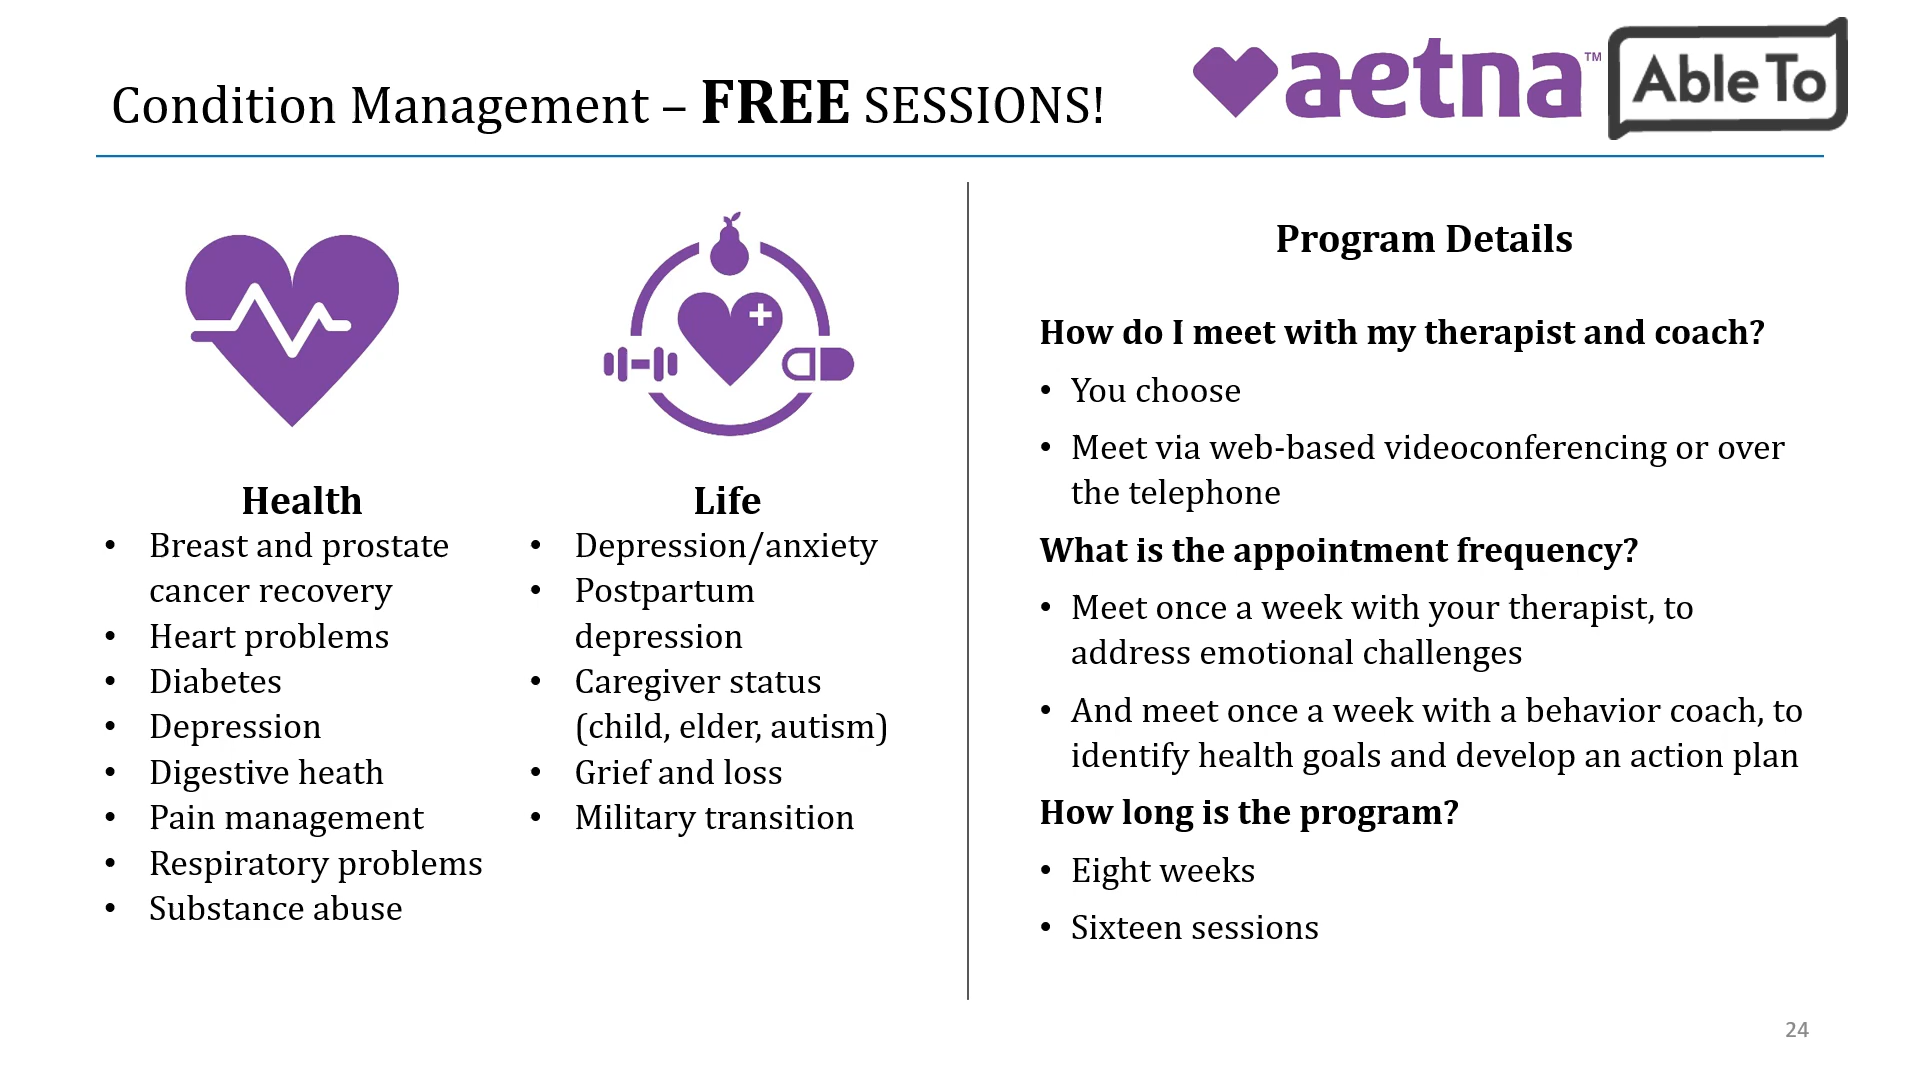 Condition Management – FREE SESSIONS!
aetna™
Able To
Health
• Breast and prostate
cancer recovery
• Heart problems
• Diabetes
• Depression
• Digestive heath
• Pain management
• Respiratory problems
• Substance abuse
Life
• Depression/anxiety
• Postpartum
depression
• Caregiver status
(child, elder, autism)
• Grief and loss
• Military transition
Program Details
How do I meet with my therapist and coach?
• You choose
• Meet via web-based videoconferencing or over
the telephone
What is the appointment frequency?
• Meet once a week with your therapist, to
address emotional challenges
• And meet once a week with a behavior coach, to
identify health goals and develop an action plan
How long is the program?
• Eight weeks
• Sixteen sessions
24